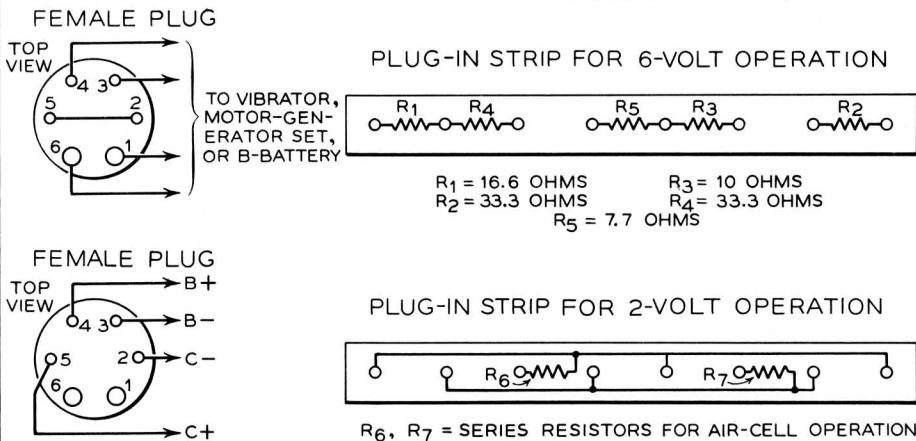 FEMALE PLUG
TOP
VIEW
4 3
5 2
6 1
TO VIBRATOR,
MOTOR-GEN-
ERATOR SET,
OR B-BATTERY
PLUG-IN STRIP FOR 6-VOLT OPERATION
R1 R4 R5 R3 R2
R1 = 16.6 OHMS R3 = 10 OHMS
R2 = 33.3 OHMS R4 = 33.3 OHMS
R5 = 7.7 OHMS
FEMALE PLUG
TOP
VIEW
B+
4 3 B-
5 2 C-
6 1
C+
PLUG-IN STRIP FOR 2-VOLT OPERATION
R6 R7
R6, R7 = SERIES RESISTORS FOR AIR-CELL OPERATION